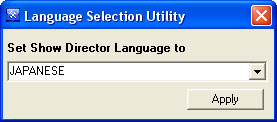 Language Selection Utility
Set Show Director Language to
JAPANESE
Apply